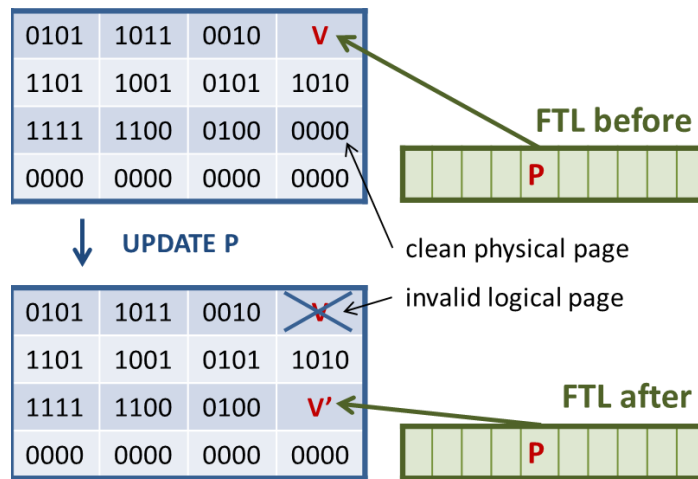 0101 1011 0010 V
1101 1001 0101 1010
1111 1100 0100 0000
0000 0000 0000 0000
FTL before
P
UPDATE P
clean physical page
invalid logical page
0101 1011 0010 V
1101 1001 0101 1010
1111 1100 0100 V’
0000 0000 0000 0000
FTL after
P